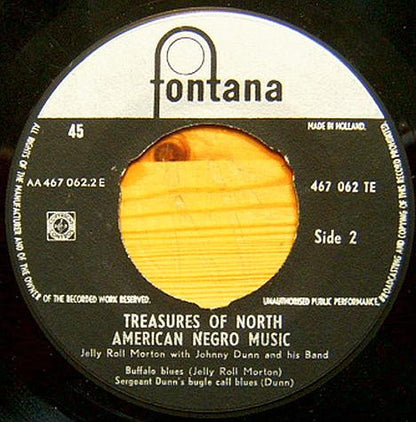 fontana
45
MADE IN HOLLAND.
AA 467 062.2 E
467 062 TE
Side 2
ALL RIGHTS OF THE MANUFACTURER AND OF THE OWNER OF THE RECORDED WORK RESERVED.
UNAUTHORISED PUBLIC PERFORMANCE, BROADCASTING AND COPYING OF THIS RECORD PROHIBITED.
TREASURES OF NORTH
AMERICAN NEGRO MUSIC
Jelly Roll Morton with Johnny Dunn and his Band
Buffalo blues (Jelly Roll Morton)
Sergeant Dunn's bugle call blues (Dunn)